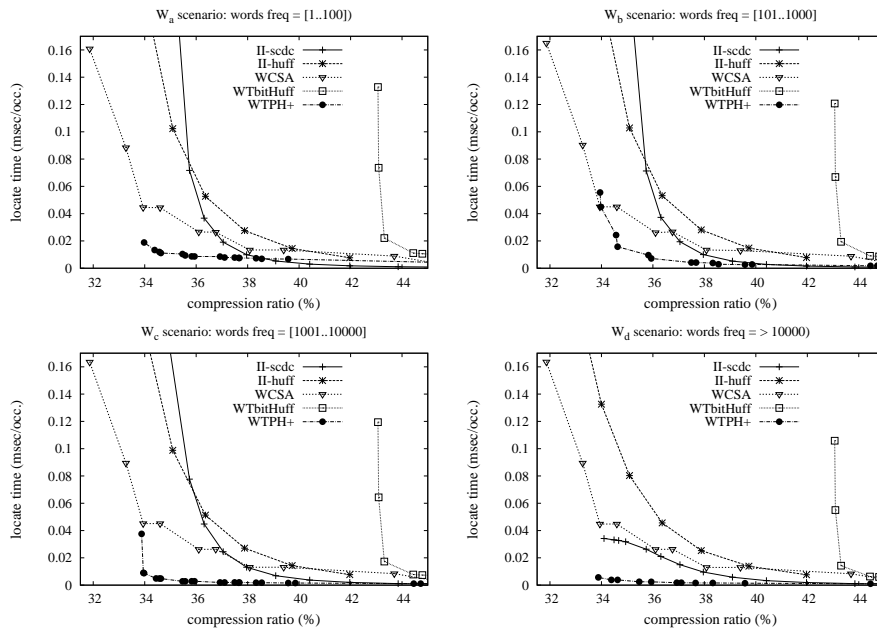 W_a scenario: words freq = [1..100])
II-scdc
II-huff
WCSA
WTbitHuff
WTPH+
locate time (msec/occ.)
0.16
0.14
0.12
0.1
0.08
0.06
0.04
0.02
0
32 34 36 38 40 42 44
compression ratio (%)
W_b scenario: words freq = [101..1000]
II-scdc
II-huff
WCSA
WTbitHuff
WTPH+
locate time (msec/occ.)
0.16
0.14
0.12
0.1
0.08
0.06
0.04
0.02
0
32 34 36 38 40 42 44
compression ratio (%)
W_c scenario: words freq = [1001..10000]
II-scdc
II-huff
WCSA
WTbitHuff
WTPH+
locate time (msec/occ.)
0.16
0.14
0.12
0.1
0.08
0.06
0.04
0.02
0
32 34 36 38 40 42 44
compression ratio (%)
W_d scenario: words freq = > 10000)
II-scdc
II-huff
WCSA
WTbitHuff
WTPH+
locate time (msec/occ.)
0.16
0.14
0.12
0.1
0.08
0.06
0.04
0.02
0
32 34 36 38 40 42 44
compression ratio (%)